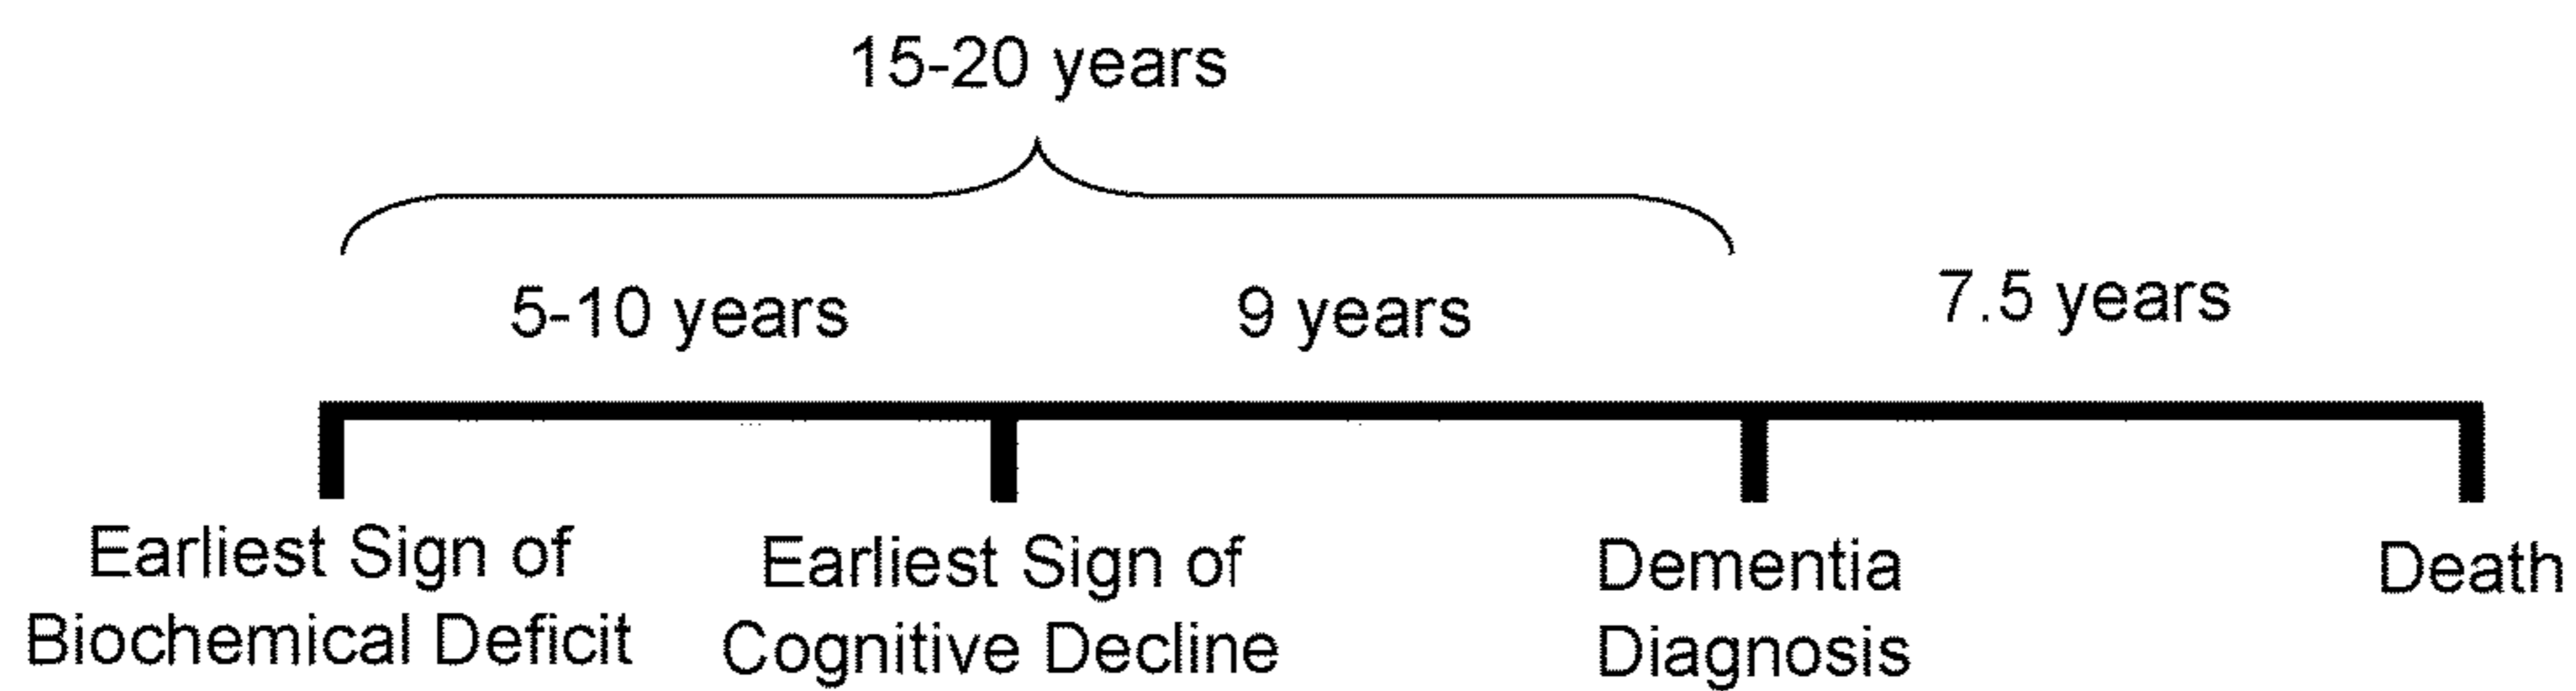 15-20 years
5-10 years
9 years
7.5 years
Earliest Sign of
Biochemical Deficit
Earliest Sign of
Cognitive Decline
Dementia
Diagnosis
Death